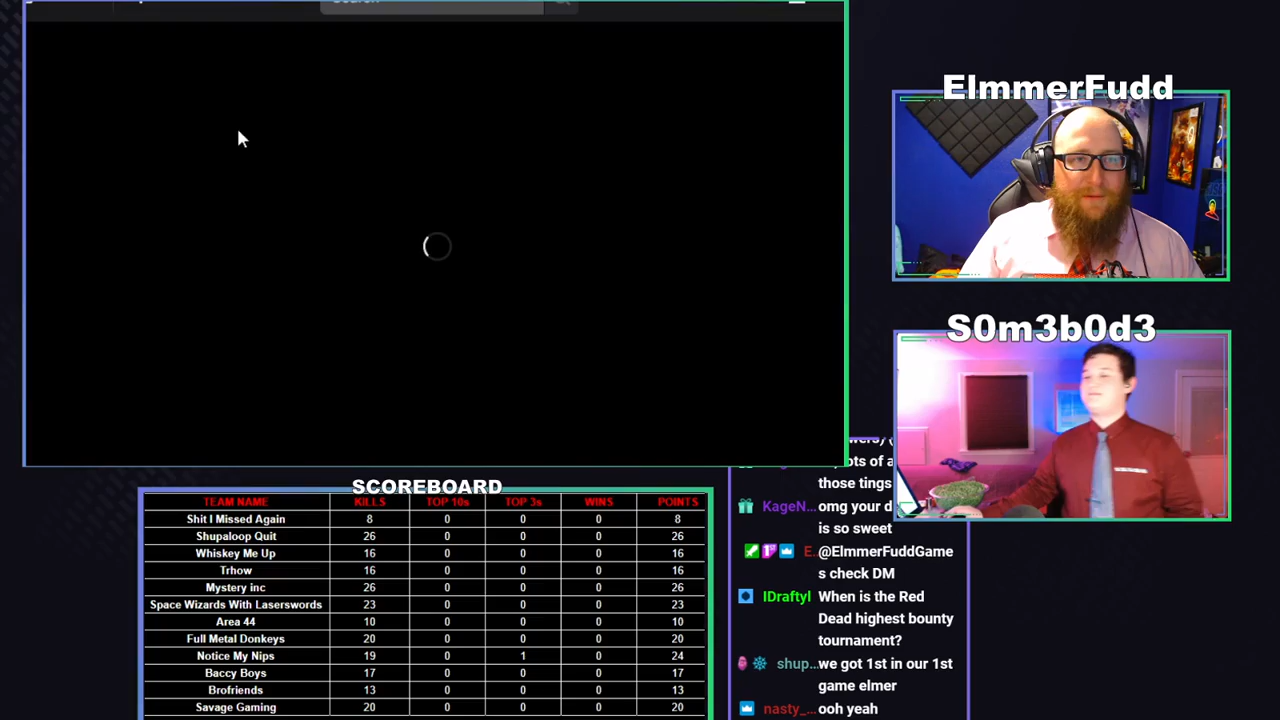 ElmmerFudd
S0m3b0d3
SCOREBOARD
TEAM NAME KILLS TOP 10s TOP 3s WINS POINTS
Shit I Missed Again 8 0 0 0 8
Shupaloop Quit 26 0 0 0 26
Whiskey Me Up 16 0 0 0 16
Trhow 16 0 0 0 16
Mystery inc 26 0 0 0 26
Space Wizards With Laserswords 23 0 0 0 23
Area 44 10 0 0 0 10
Full Metal Donkeys 20 0 0 0 20
Notice My Nips 19 0 1 0 24
Baccy Boys 17 0 0 0 17
Brofriends 13 0 0 0 13
Savage Gaming 20 0 0 0 20
those tings
KageN... omg your d
is so sweet
E... @ElmmerFuddGame
s check DM
IDraftyI When is the Red
Dead highest bounty
tournament?
shup... we got 1st in our 1st
game elmer
nasty_... ooh yeah